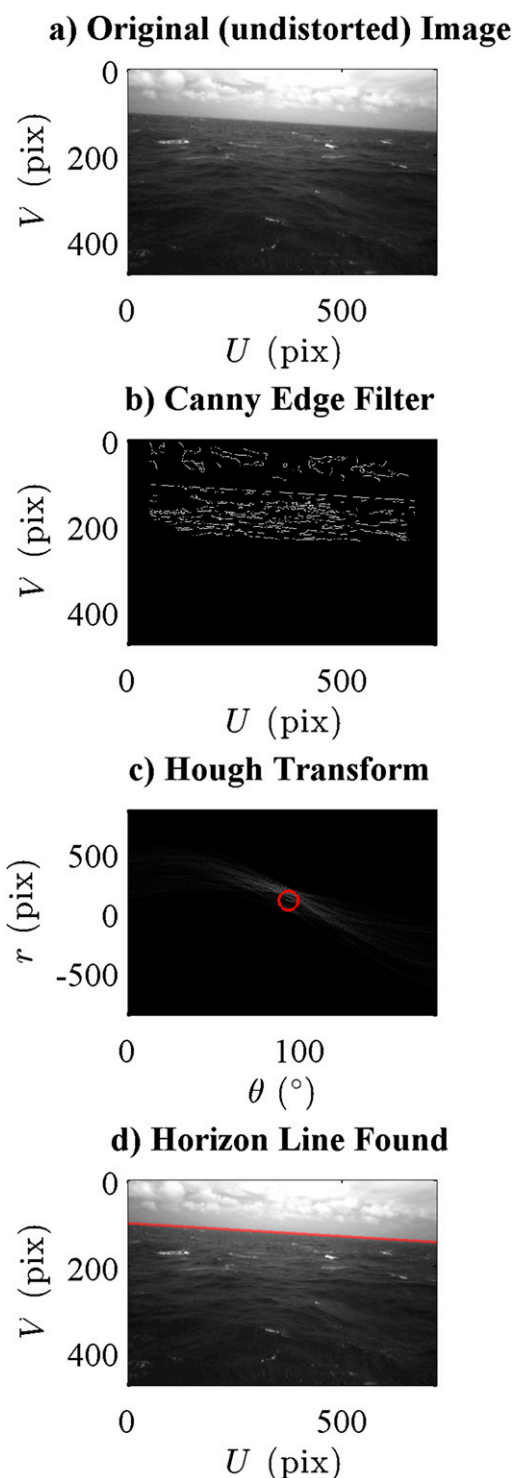 a) Original (undistorted) Image
0
200
400
V (pix)
0 500
U (pix)
b) Canny Edge Filter
0
200
400
V (pix)
0 500
U (pix)
c) Hough Transform
500
0
-500
r (pix)
0 100
θ (°)
d) Horizon Line Found
0
200
400
V (pix)
0 500
U (pix)